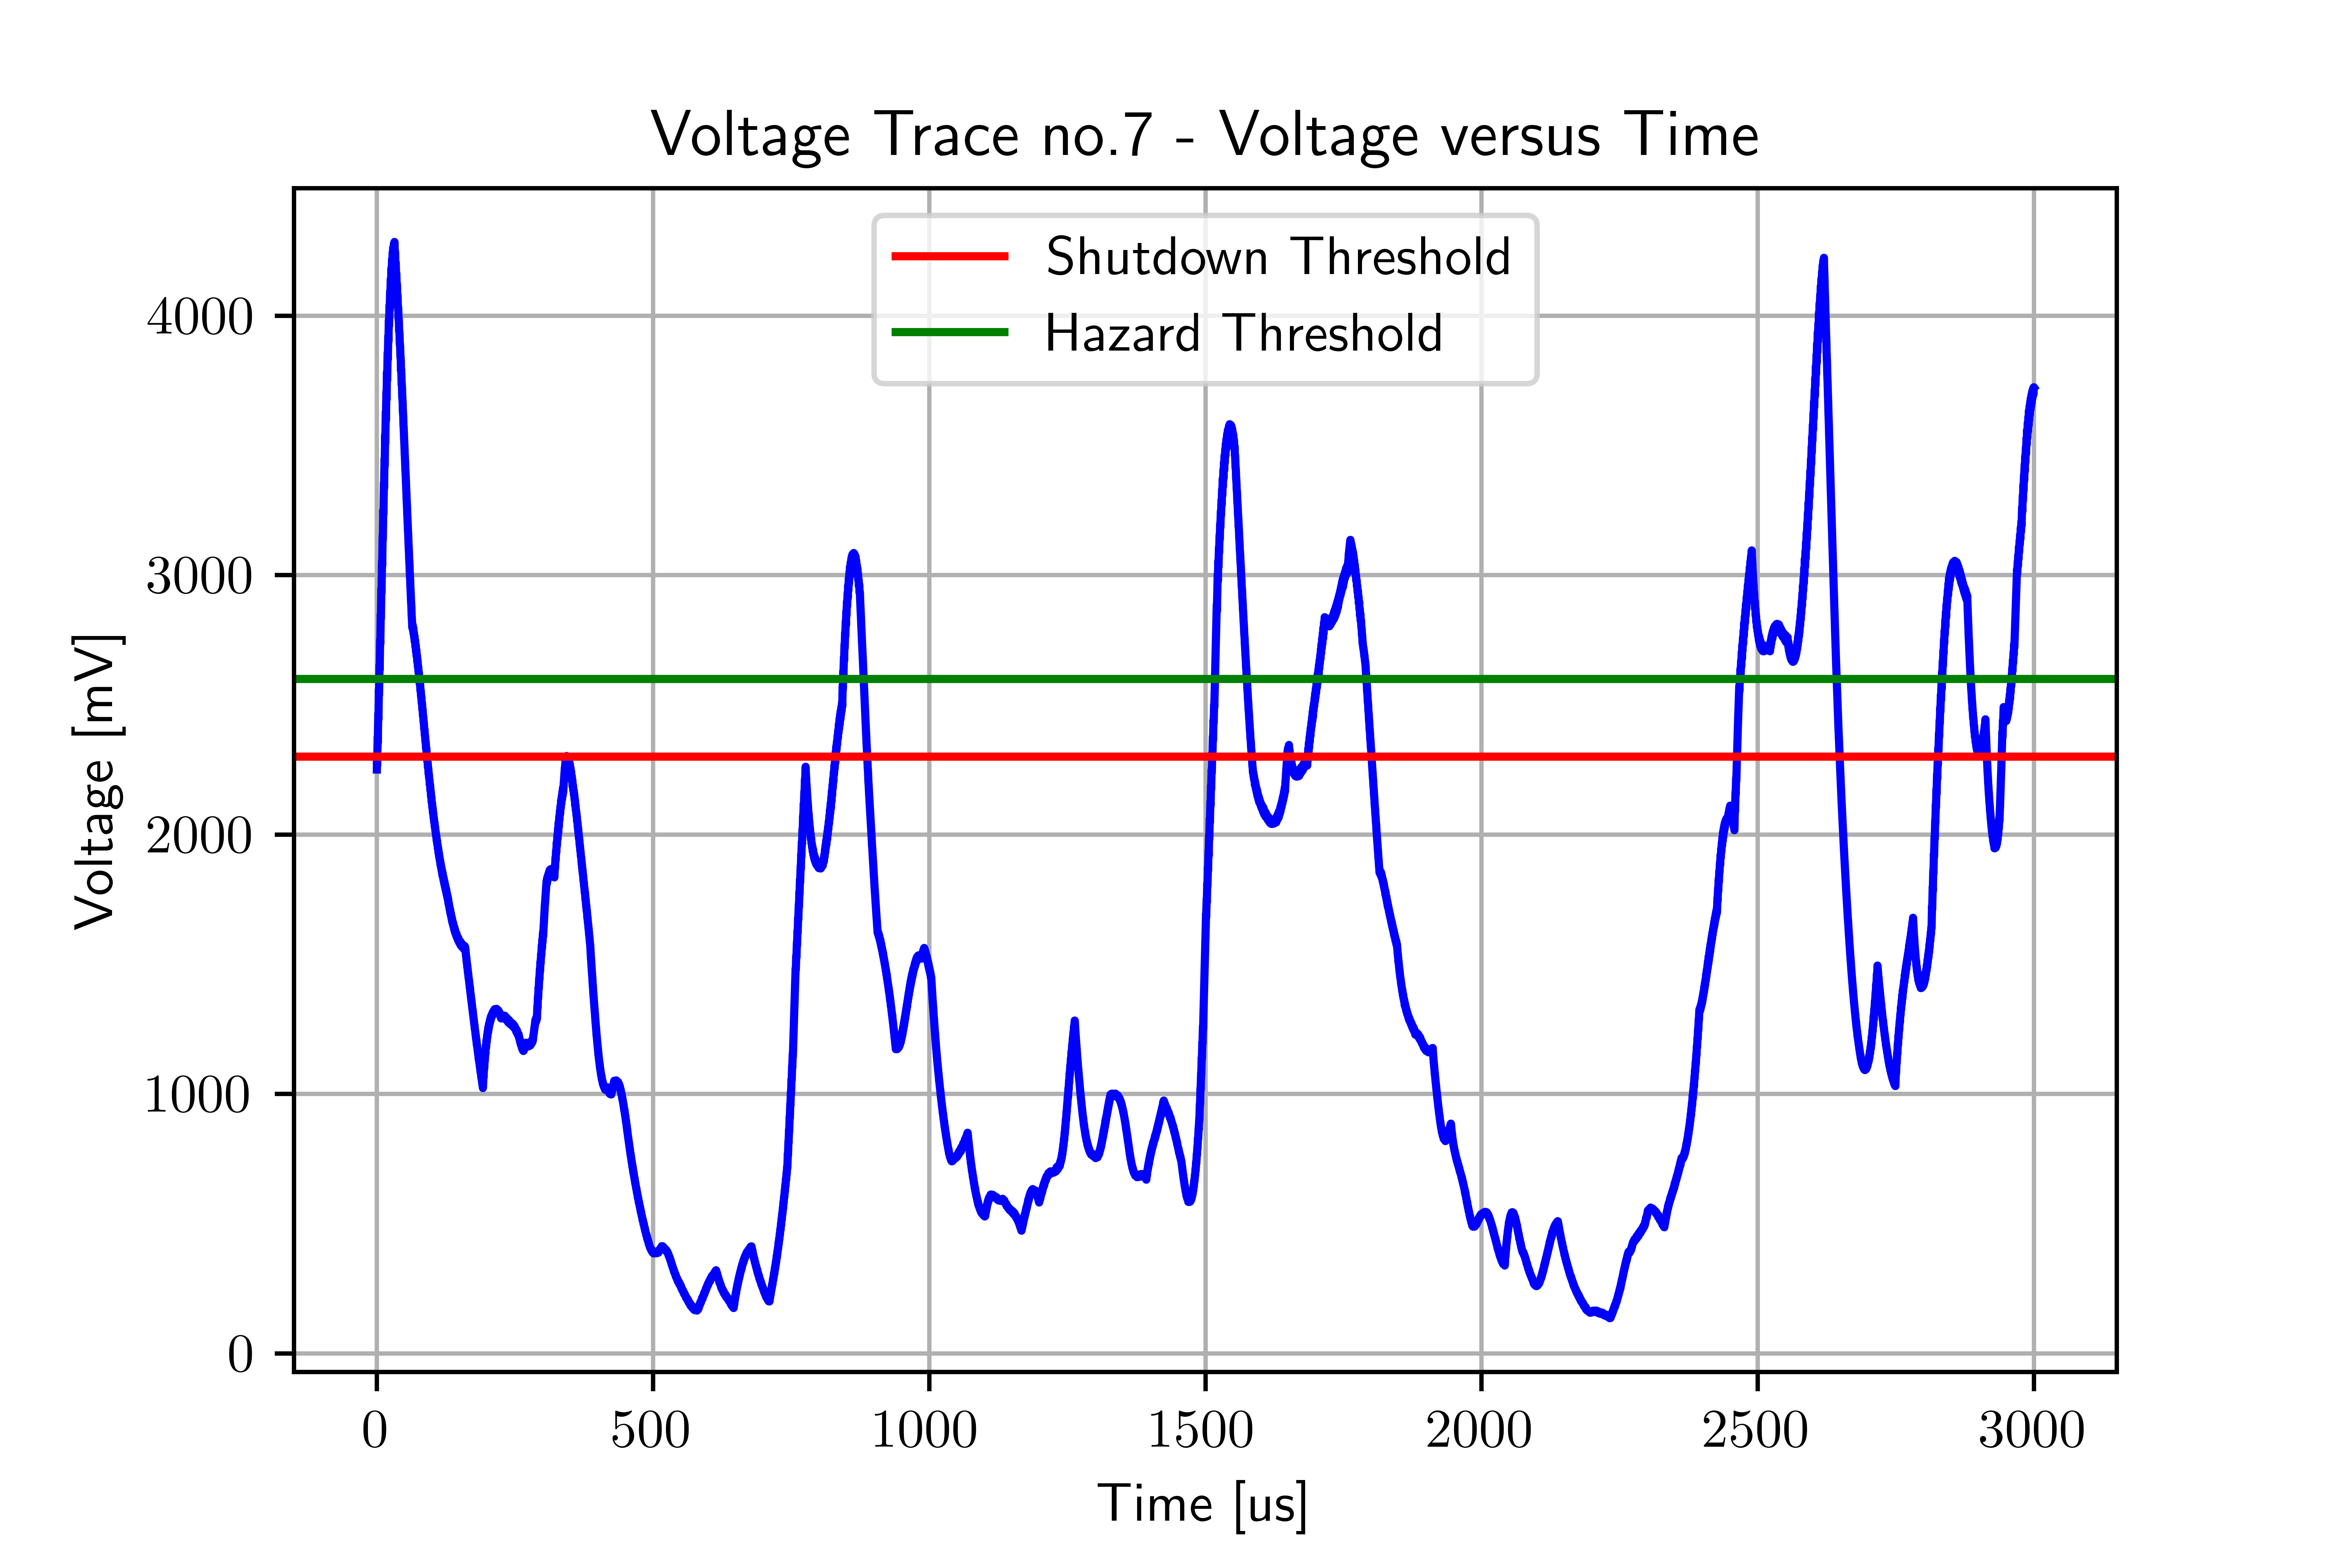 Voltage Trace no.7 - Voltage versus Time
Shutdown Threshold
Hazard Threshold
Voltage [mV]
4000
3000
2000
1000
0
0 500 1000 1500 2000 2500 3000
Time [us]